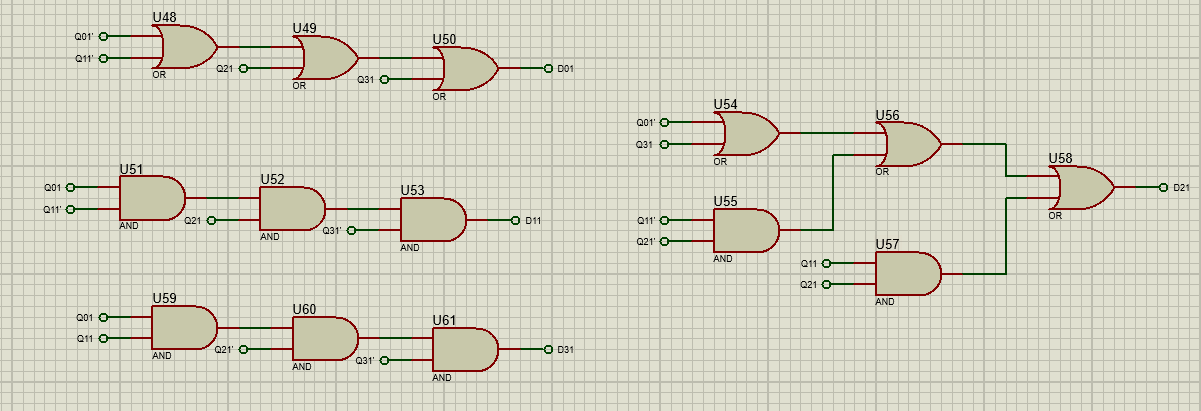 U48
Q01'
Q11'
OR
U49
Q21
OR
U50
Q31
OR
D01
U51
Q01
Q11'
AND
U52
Q21
AND
U53
Q31'
AND
D11
U59
Q01
Q11
AND
U60
Q21'
AND
U61
Q31'
AND
D31
U54
Q01'
Q31
OR
U55
Q11'
Q21'
AND
U56
OR
U57
Q11
Q21
AND
U58
OR
D21